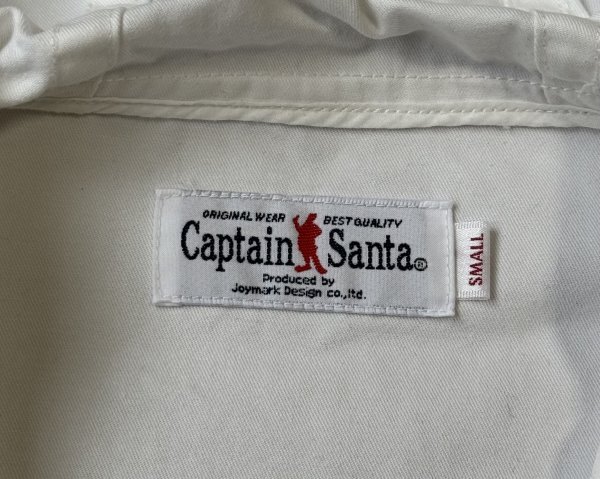 ORIGINAL WEAR BEST QUALITY
Captain Santa®
Produced by
Joymark Design co.,ltd.
SMALL